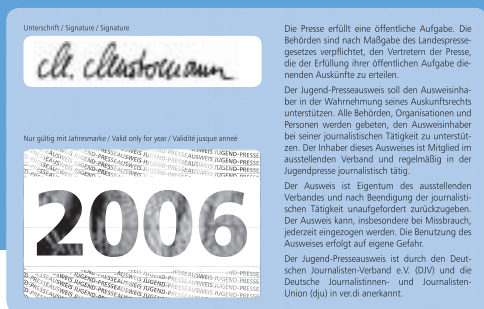 Unterschrift / Signature / Signature
Nur gültig mit Jahresmarke / Valid only for year / Validité jusque anneé
JUGEND-PRESSEAUSWEIS JUGEND-PRESSEAUSWEIS JUGEND-PRESSE
2006
Die Presse erfüllt eine öffentliche Aufgabe. Die
Behörden sind nach Maßgabe des Landespresse-
gesetzes verpflichtet, den Vertretern der Presse,
die der Erfüllung ihrer öffentlichen Aufgabe die-
nenden Auskünfte zu erteilen.
Der Jugend-Presseausweis soll den Ausweisinha-
ber in der Wahrnehmung seines Auskunftsrechts
unterstützen. Alle Behörden, Organisationen und
Personen werden gebeten, den Ausweisinhaber
bei seiner journalistischen Tätigkeit zu unterstüt-
zen. Der Inhaber dieses Ausweises ist Mitglied im
ausstellenden Verband und regelmäßig in der
Jugendpresse journalistisch tätig.
Der Ausweis ist Eigentum des ausstellenden
Verbandes und nach Beendigung der journalisti-
schen Tätigkeit unaufgefordert zurückzugeben.
Der Ausweis kann, insbesondere bei Missbrauch,
jederzeit eingezogen werden. Die Benutzung des
Ausweises erfolgt auf eigene Gefahr.
Der Jugend-Presseausweis ist durch den Deut-
schen Journalisten-Verband e.V. (DJV) und die
Deutsche Journalistinnen- und Journalisten-
Union (dju) in ver.di anerkannt.